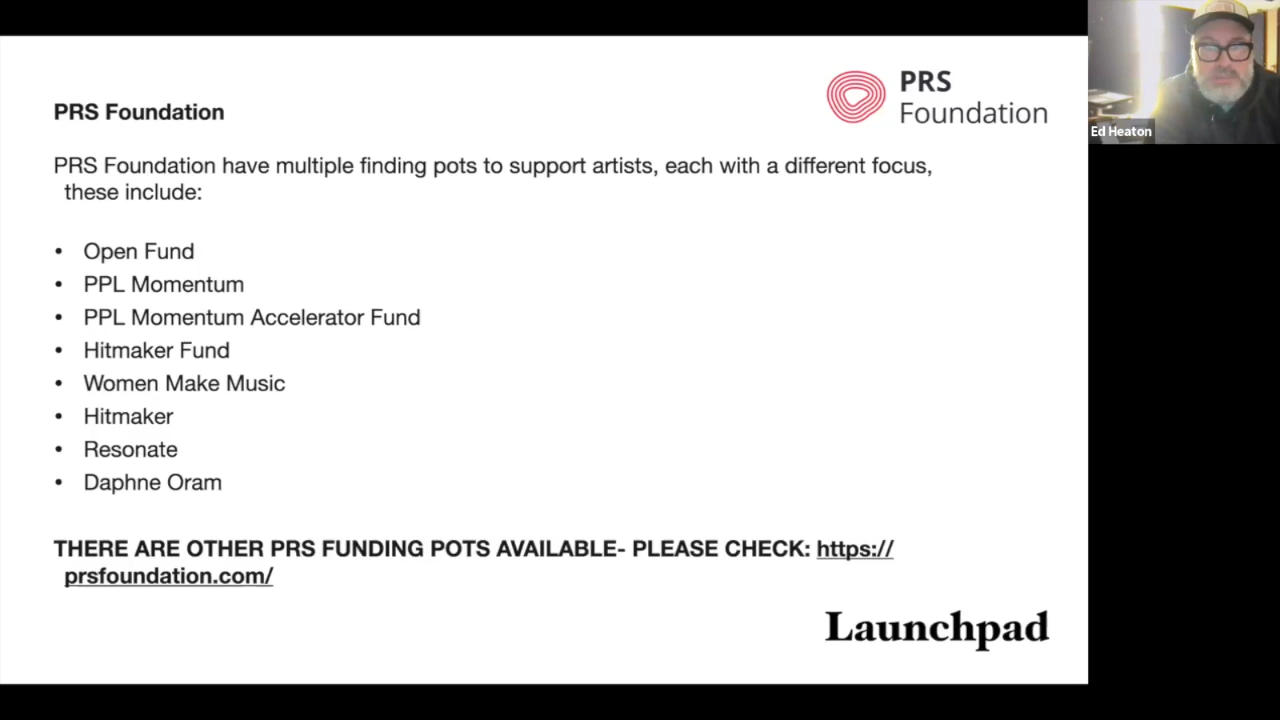 PRS
Foundation
PRS Foundation
PRS Foundation have multiple finding pots to support artists, each with a different focus,
these include:
• Open Fund
• PPL Momentum
• PPL Momentum Accelerator Fund
• Hitmaker Fund
• Women Make Music
• Hitmaker
• Resonate
• Daphne Oram
THERE ARE OTHER PRS FUNDING POTS AVAILABLE- PLEASE CHECK: https://
prsfoundation.com/
Launchpad
Ed Heaton